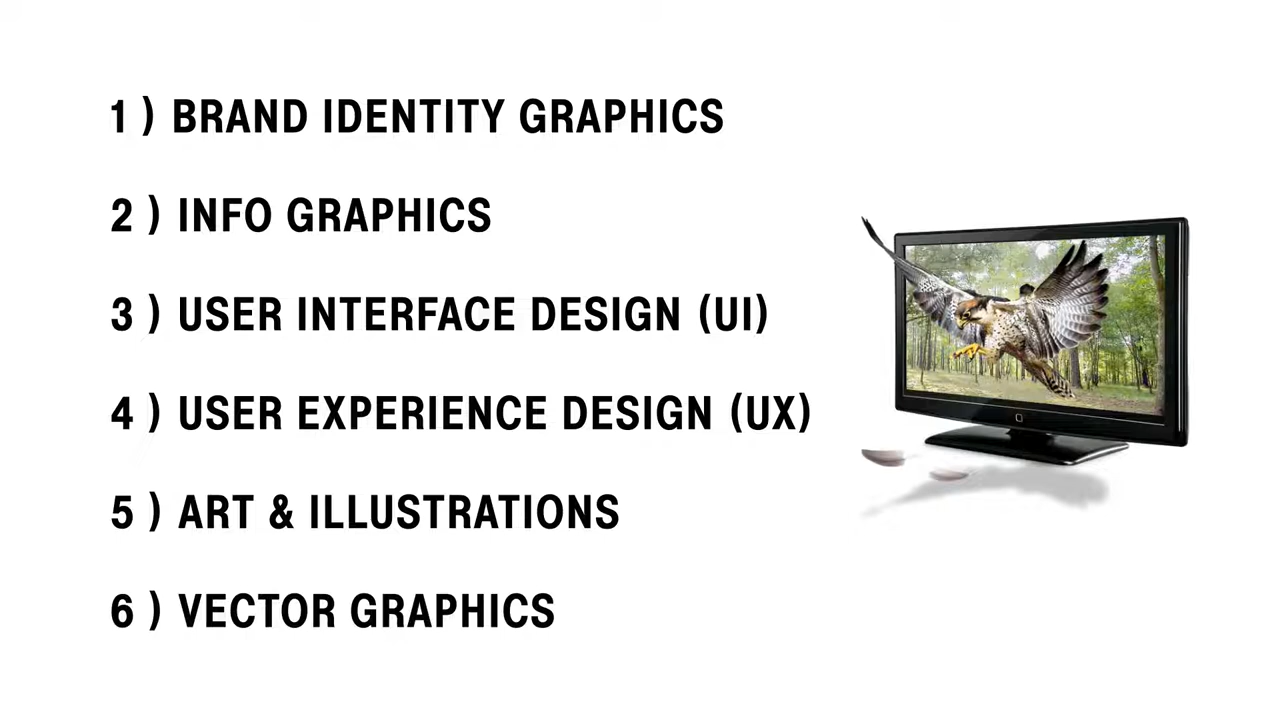 1 ) BRAND IDENTITY GRAPHICS
2 ) INFO GRAPHICS
3 ) USER INTERFACE DESIGN (UI)
4 ) USER EXPERIENCE DESIGN (UX)
5 ) ART & ILLUSTRATIONS
6 ) VECTOR GRAPHICS